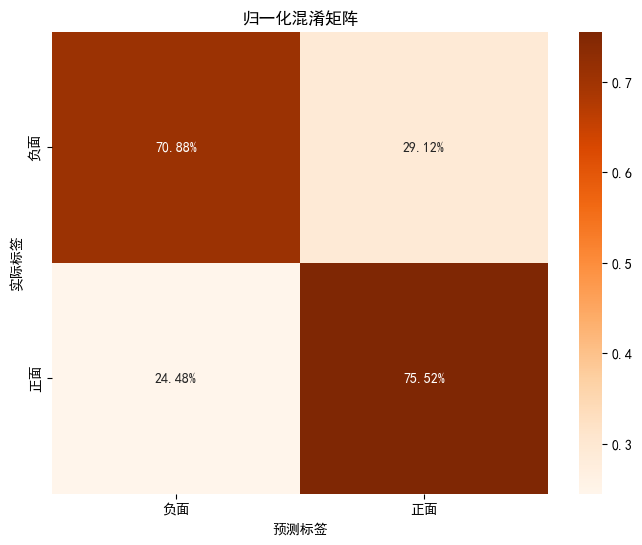 归一化混淆矩阵
负面
70.88%
29.12%
正面
24.48%
75.52%
实际标签
负面
正面
预测标签
0.7
0.6
0.5
0.4
0.3